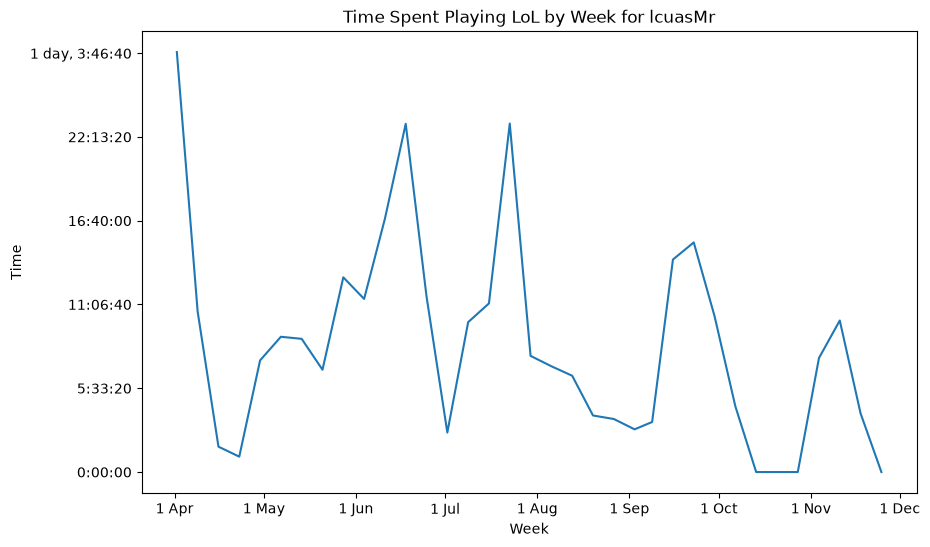 Time Spent Playing LoL by Week for lcuasMr
1 day, 3:46:40
22:13:20
16:40:00
11:06:40
5:33:20
0:00:00
Time
1 Apr 1 May 1 Jun 1 Jul 1 Aug 1 Sep 1 Oct 1 Nov 1 Dec
Week